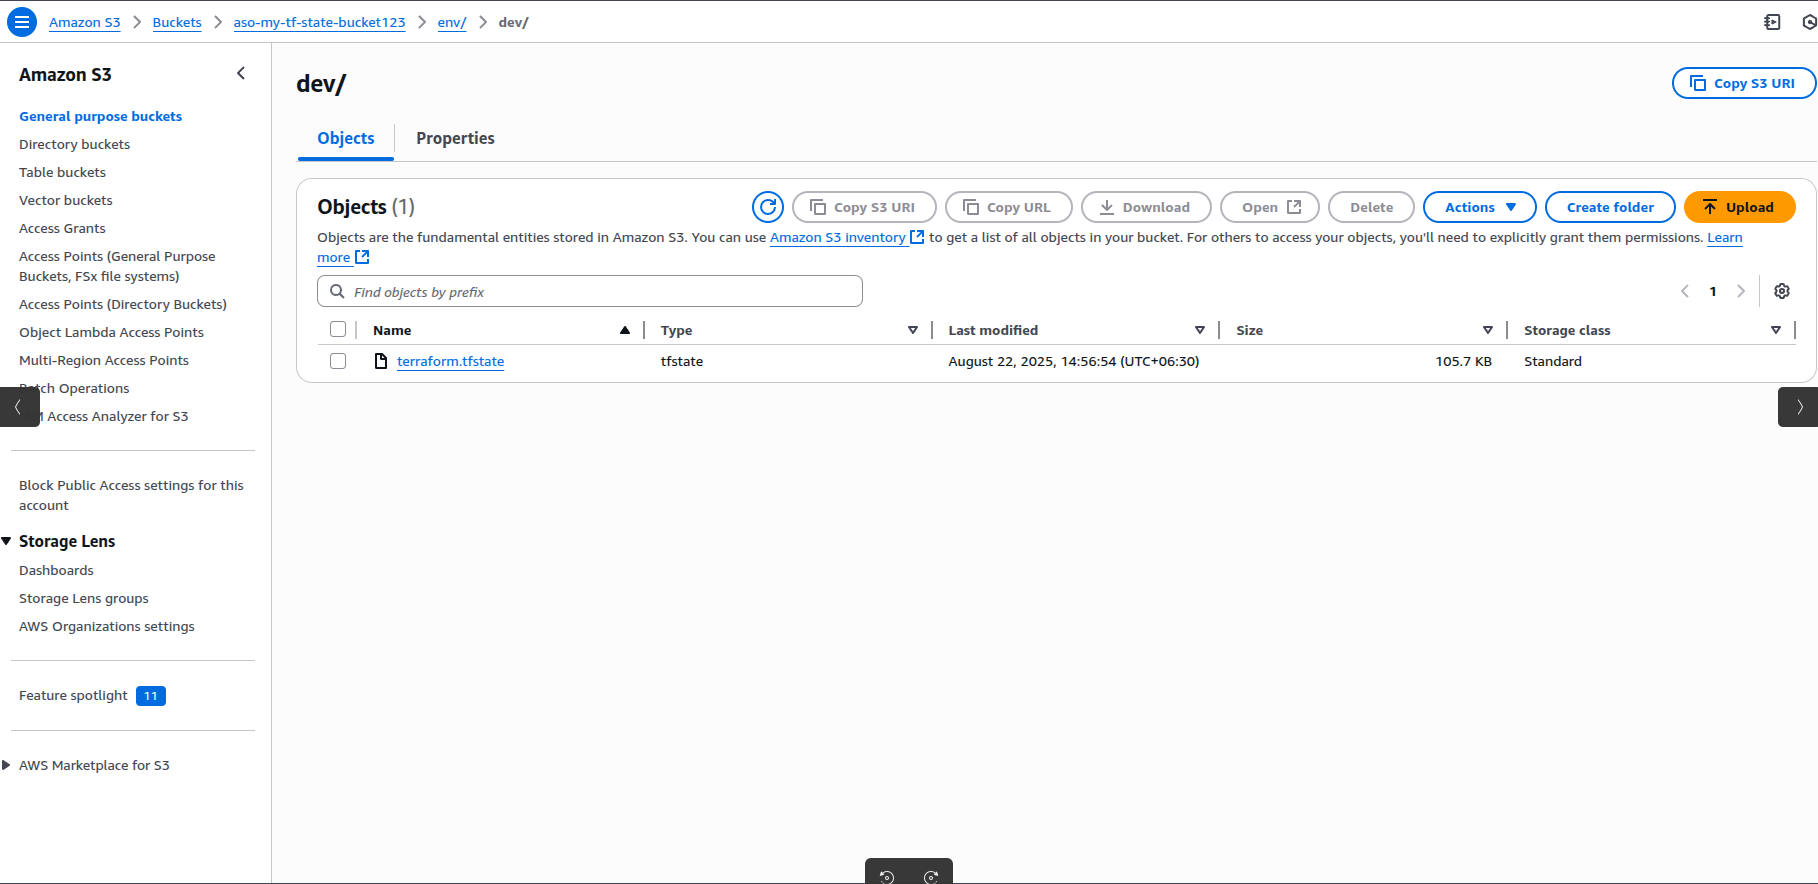 Amazon S3 > Buckets > aso-my-tf-state-bucket123 > env/ > dev/
Amazon S3
General purpose buckets
Directory buckets
Table buckets
Vector buckets
Access Grants
Access Points (General Purpose
Buckets, FSx file systems)
Access Points (Directory Buckets)
Object Lambda Access Points
Multi-Region Access Points
tch Operations
Access Analyzer for S3
Block Public Access settings for this
account
Storage Lens
Dashboards
Storage Lens groups
AWS Organizations settings
Feature spotlight 11
AWS Marketplace for S3
dev/
Copy S3 URI
Objects Properties
Objects (1)
Copy S3 URI Copy URL Download Open Delete Actions Create folder Upload
Objects are the fundamental entities stored in Amazon S3. You can use Amazon S3 inventory to get a list of all objects in your bucket. For others to access your objects, you'll need to explicitly grant them permissions. Learn
more
Find objects by prefix
1
Name Type Last modified Size Storage class
terraform.tfstate tfstate August 22, 2025, 14:56:54 (UTC+06:30) 105.7 KB Standard